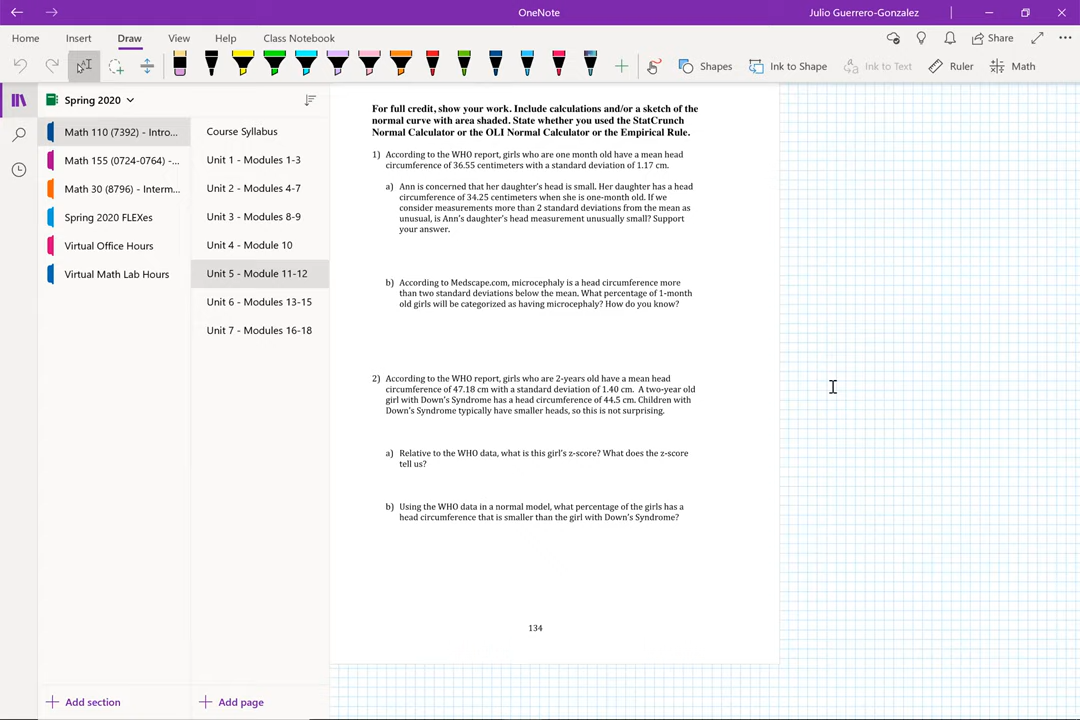 OneNote
Julio Guerrero-Gonzalez
Home
Insert
Draw
View
Help
Class Notebook
Share
Shapes
Ink to Shape
Ink to Text
Ruler
Math
Spring 2020
Math 110 (7392) - Intro...
Math 155 (0724-0764) -...
Math 30 (8796) - Interm...
Spring 2020 FLEXes
Virtual Office Hours
Virtual Math Lab Hours
Add section
Course Syllabus
Unit 1 - Modules 1-3
Unit 2 - Modules 4-7
Unit 3 - Modules 8-9
Unit 4 - Module 10
Unit 5 - Module 11-12
Unit 6 - Modules 13-15
Unit 7 - Modules 16-18
Add page
For full credit, show your work. Include calculations and/or a sketch of the
normal curve with area shaded. State whether you used the StatCrunch
Normal Calculator or the OLI Normal Calculator or the Empirical Rule.
1) According to the WHO report, girls who are one month old have a mean head
circumference of 36.55 centimeters with a standard deviation of 1.17 cm.
a) Ann is concerned that her daughter's head is small. Her daughter has a head
circumference of 34.25 centimeters when she is one-month old. If we
consider measurements more than 2 standard deviations from the mean as
unusual, is Ann's daughter's head measurement unusually small? Support
your answer.
b) According to Medscape.com, microcephaly is a head circumference more
than two standard deviations below the mean. What percentage of 1-month
old girls will be categorized as having microcephaly? How do you know?
2) According to the WHO report, girls who are 2-years old have a mean head
circumference of 47.18 cm with a standard deviation of 1.40 cm. A two-year old
girl with Down's Syndrome has a head circumference of 44.5 cm. Children with
Down's Syndrome typically have smaller heads, so this is not surprising.
a) Relative to the WHO data, what is this girl's z-score? What does the z-score
tell us?
b) Using the WHO data in a normal model, what percentage of the girls has a
head circumference that is smaller than the girl with Down's Syndrome?
134